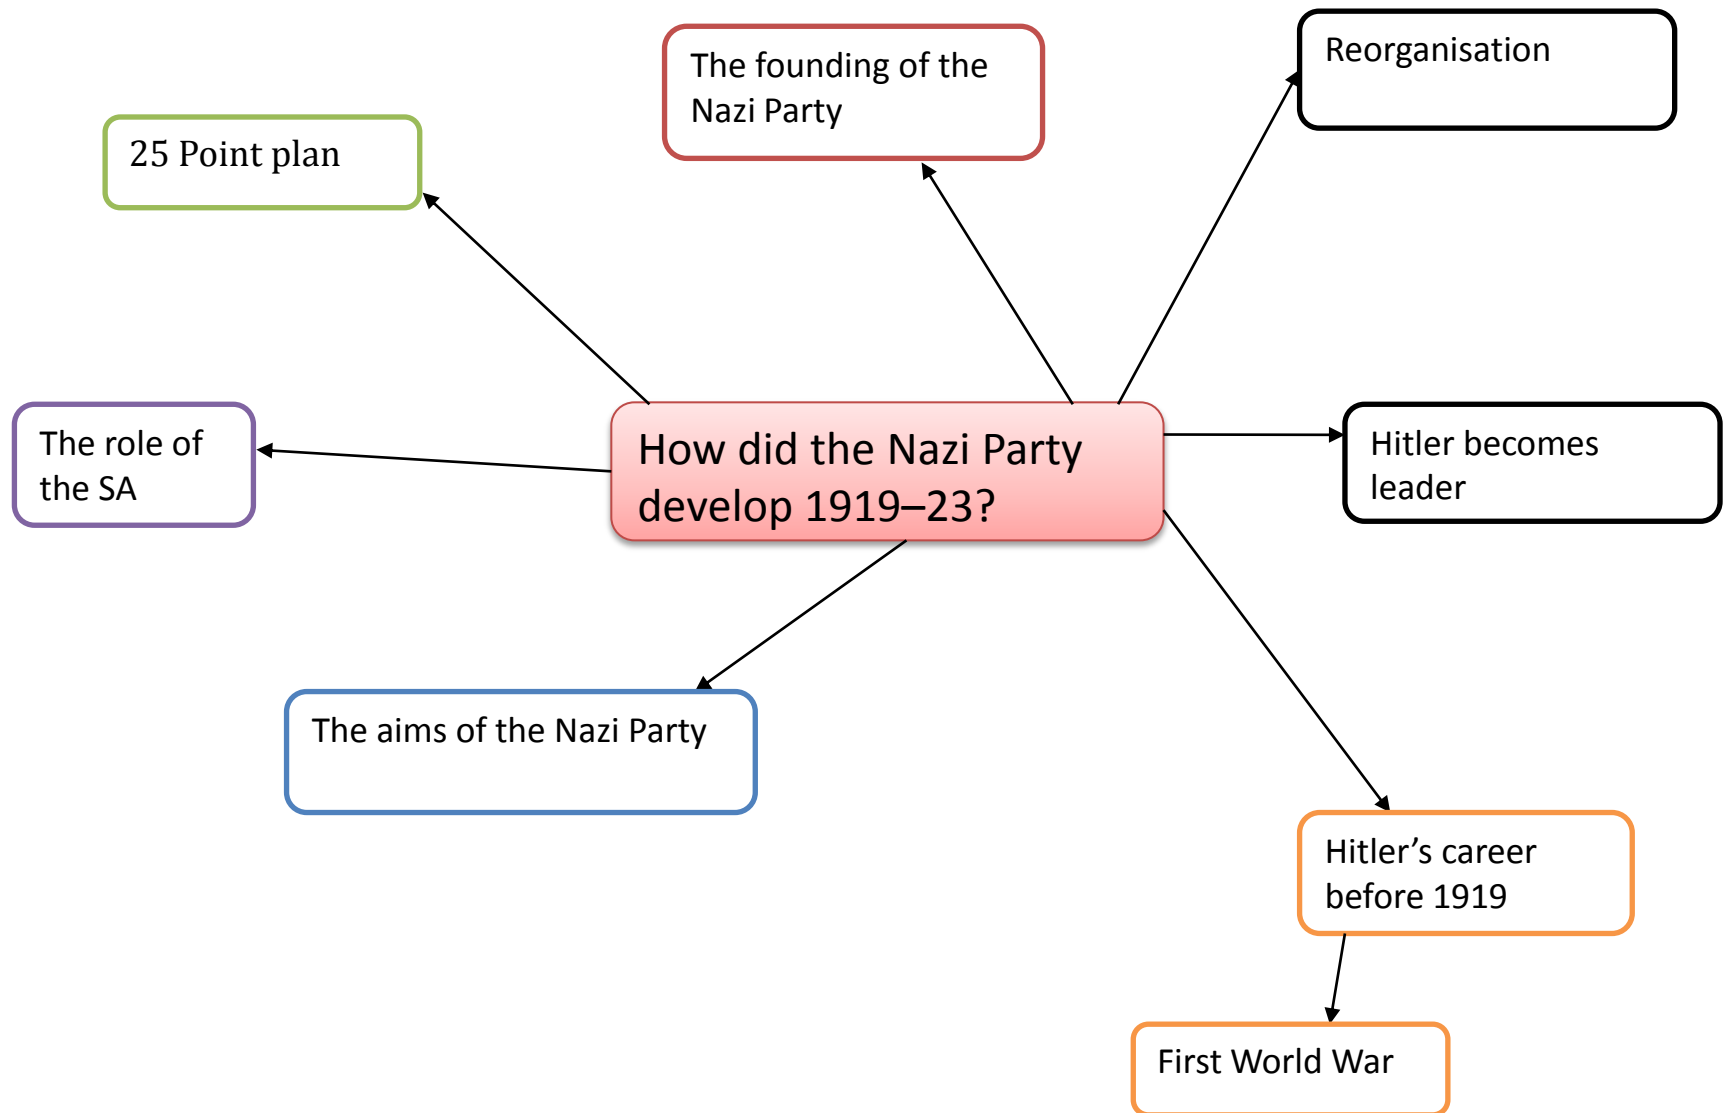 The founding of the
Nazi Party
Reorganisation
25 Point plan
The role of
the SA
How did the Nazi Party
develop 1919–23?
Hitler becomes
leader
The aims of the Nazi Party
Hitler’s career
before 1919
First World War